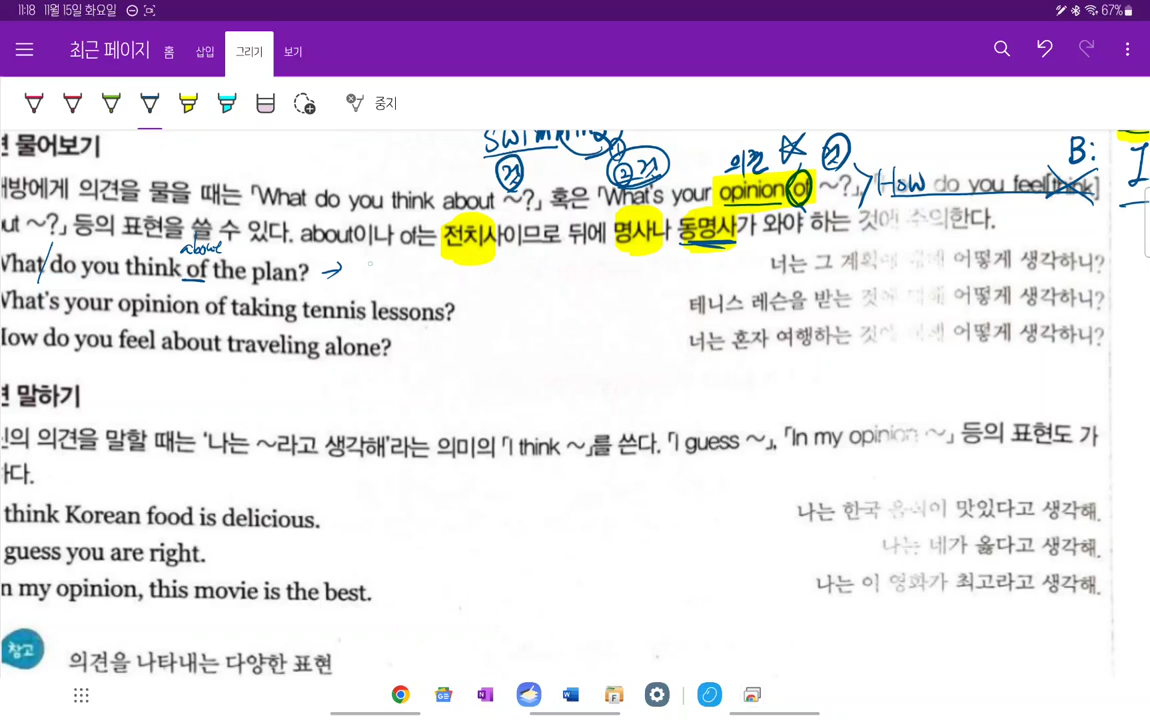 11:18 11월 15일 화요일 67%
최근 페이지 홈 삽입 그리기 보기
중지
swimming
것 것 의견 B:
물어보기
방에게 의견을 물을 때는 「What do you think about ~?」 혹은 「What's your opinion of ~?」, How do you feel[think]
ut ~?」 등의 표현을 쓸 수 있다. about이나 of는 전치사이므로 뒤에 명사나 동명사가 와야 하는 것에 주의한다.
about
What do you think of the plan? → 너는 그 계획에 대해 어떻게 생각하니?
What's your opinion of taking tennis lessons? 테니스 레슨을 받는 것에 대해 어떻게 생각하니?
How do you feel about traveling alone? 너는 혼자 여행하는 것에 대해 어떻게 생각하니?
말하기
의 의견을 말할 때는 '나는 ~라고 생각해'라는 의미의 「I think ~」를 쓴다. 「I guess ~」, 「In my opinion ~」 등의 표현도 가
하다.
think Korean food is delicious. 나는 한국 음식이 맛있다고 생각해.
guess you are right. 나는 네가 옳다고 생각해.
n my opinion, this movie is the best. 나는 이 영화가 최고라고 생각해.
참고 의견을 나타내는 다양한 표현